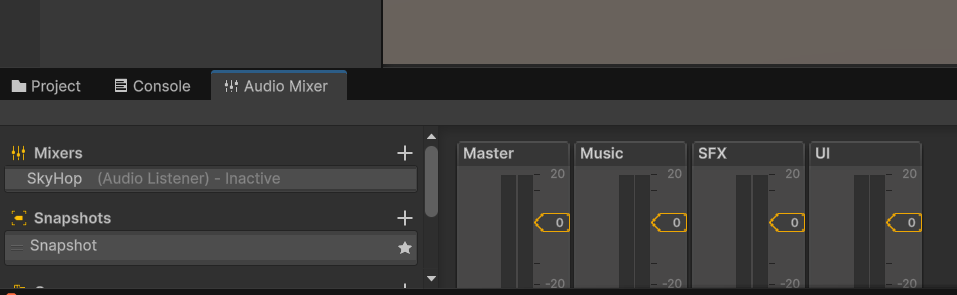 Project Console Audio Mixer
Mixers
SkyHop (Audio Listener) - Inactive
Snapshots
Snapshot
Master Music SFX UI
20 20 20 20
0 0 0 0
-20 -20 -20 -20